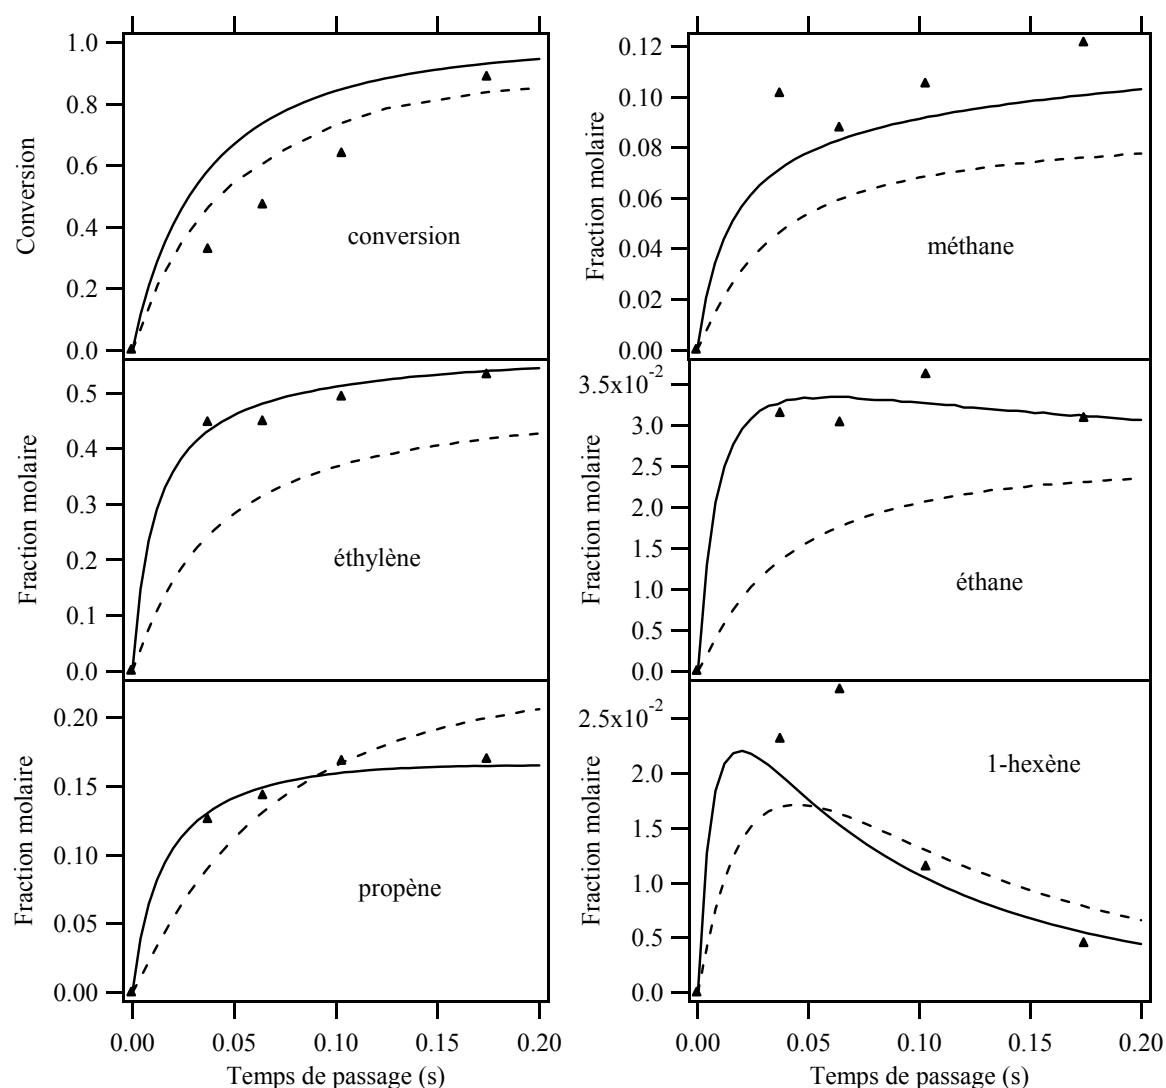 1.0
0.8
0.6
0.4
0.2
0.0
Conversion
conversion
0.12
0.10
0.08
0.06
0.04
0.02
0.00
Fraction molaire
méthane
0.5
0.4
0.3
0.2
0.1
0.0
Fraction molaire
éthylène
3.5x10-2
3.0
2.5
2.0
1.5
1.0
0.5
0.0
Fraction molaire
éthane
0.20
0.15
0.10
0.05
0.00
Fraction molaire
propène
0.00 0.05 0.10 0.15 0.20
Temps de passage (s)
2.5x10-2
2.0
1.5
1.0
0.5
0.0
Fraction molaire
1-hexène
0.00 0.05 0.10 0.15 0.20
Temps de passage (s)